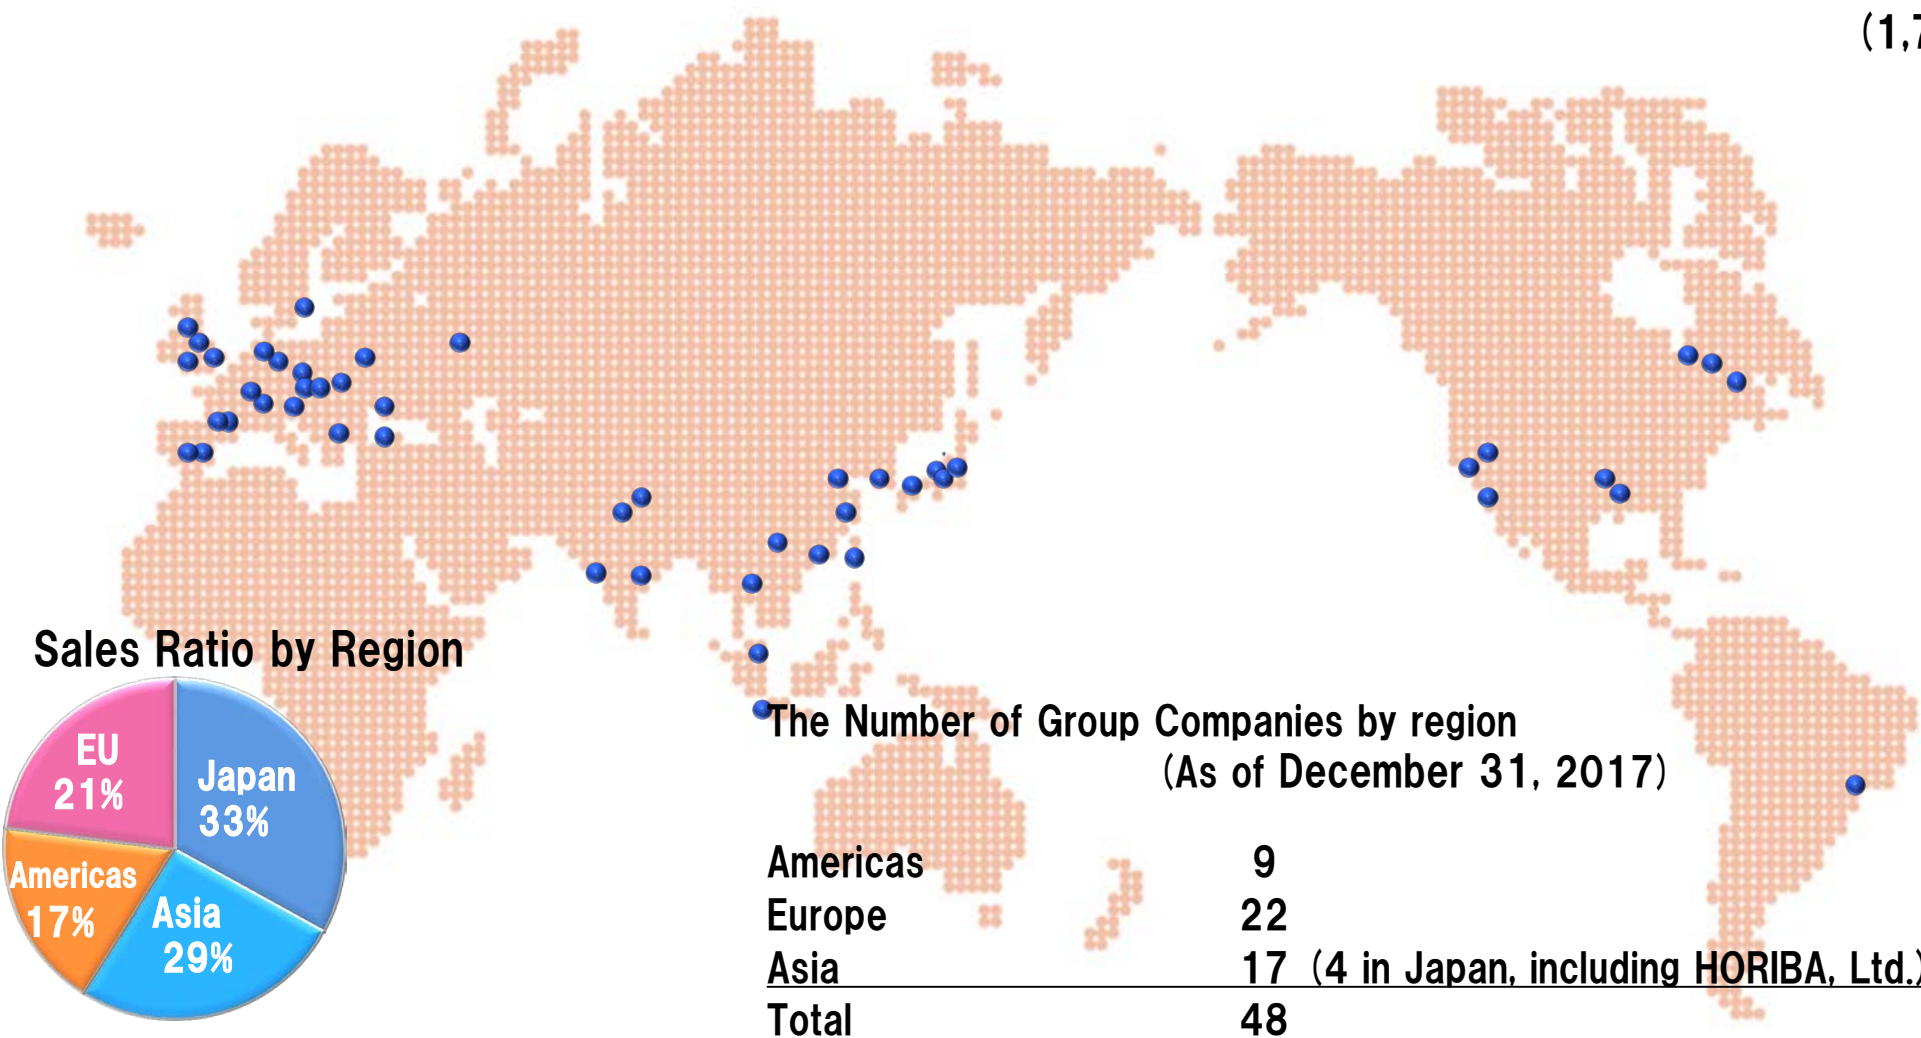 (1,7
Sales Ratio by Region
EU
21%
Japan
33%
Americas
17%
Asia
29%
The Number of Group Companies by region
(As of December 31, 2017)
Americas 9
Europe 22
Asia 17 (4 in Japan, including HORIBA, Ltd.)
Total 48